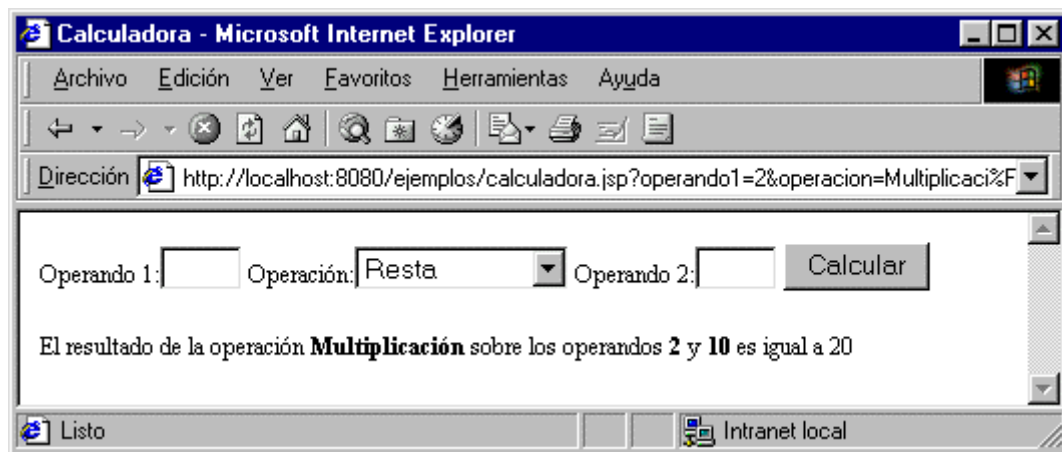 Calculadora - Microsoft Internet Explorer
Archivo Edición Ver Favoritos Herramientas Ayuda
Dirección http://localhost:8080/ejemplos/calculadora.jsp?operando1=2&operacion=Multiplicaci%F
Operando 1: Operación: Resta Operando 2: Calcular
El resultado de la operación Multiplicación sobre los operandos 2 y 10 es igual a 20
Listo Intranet local